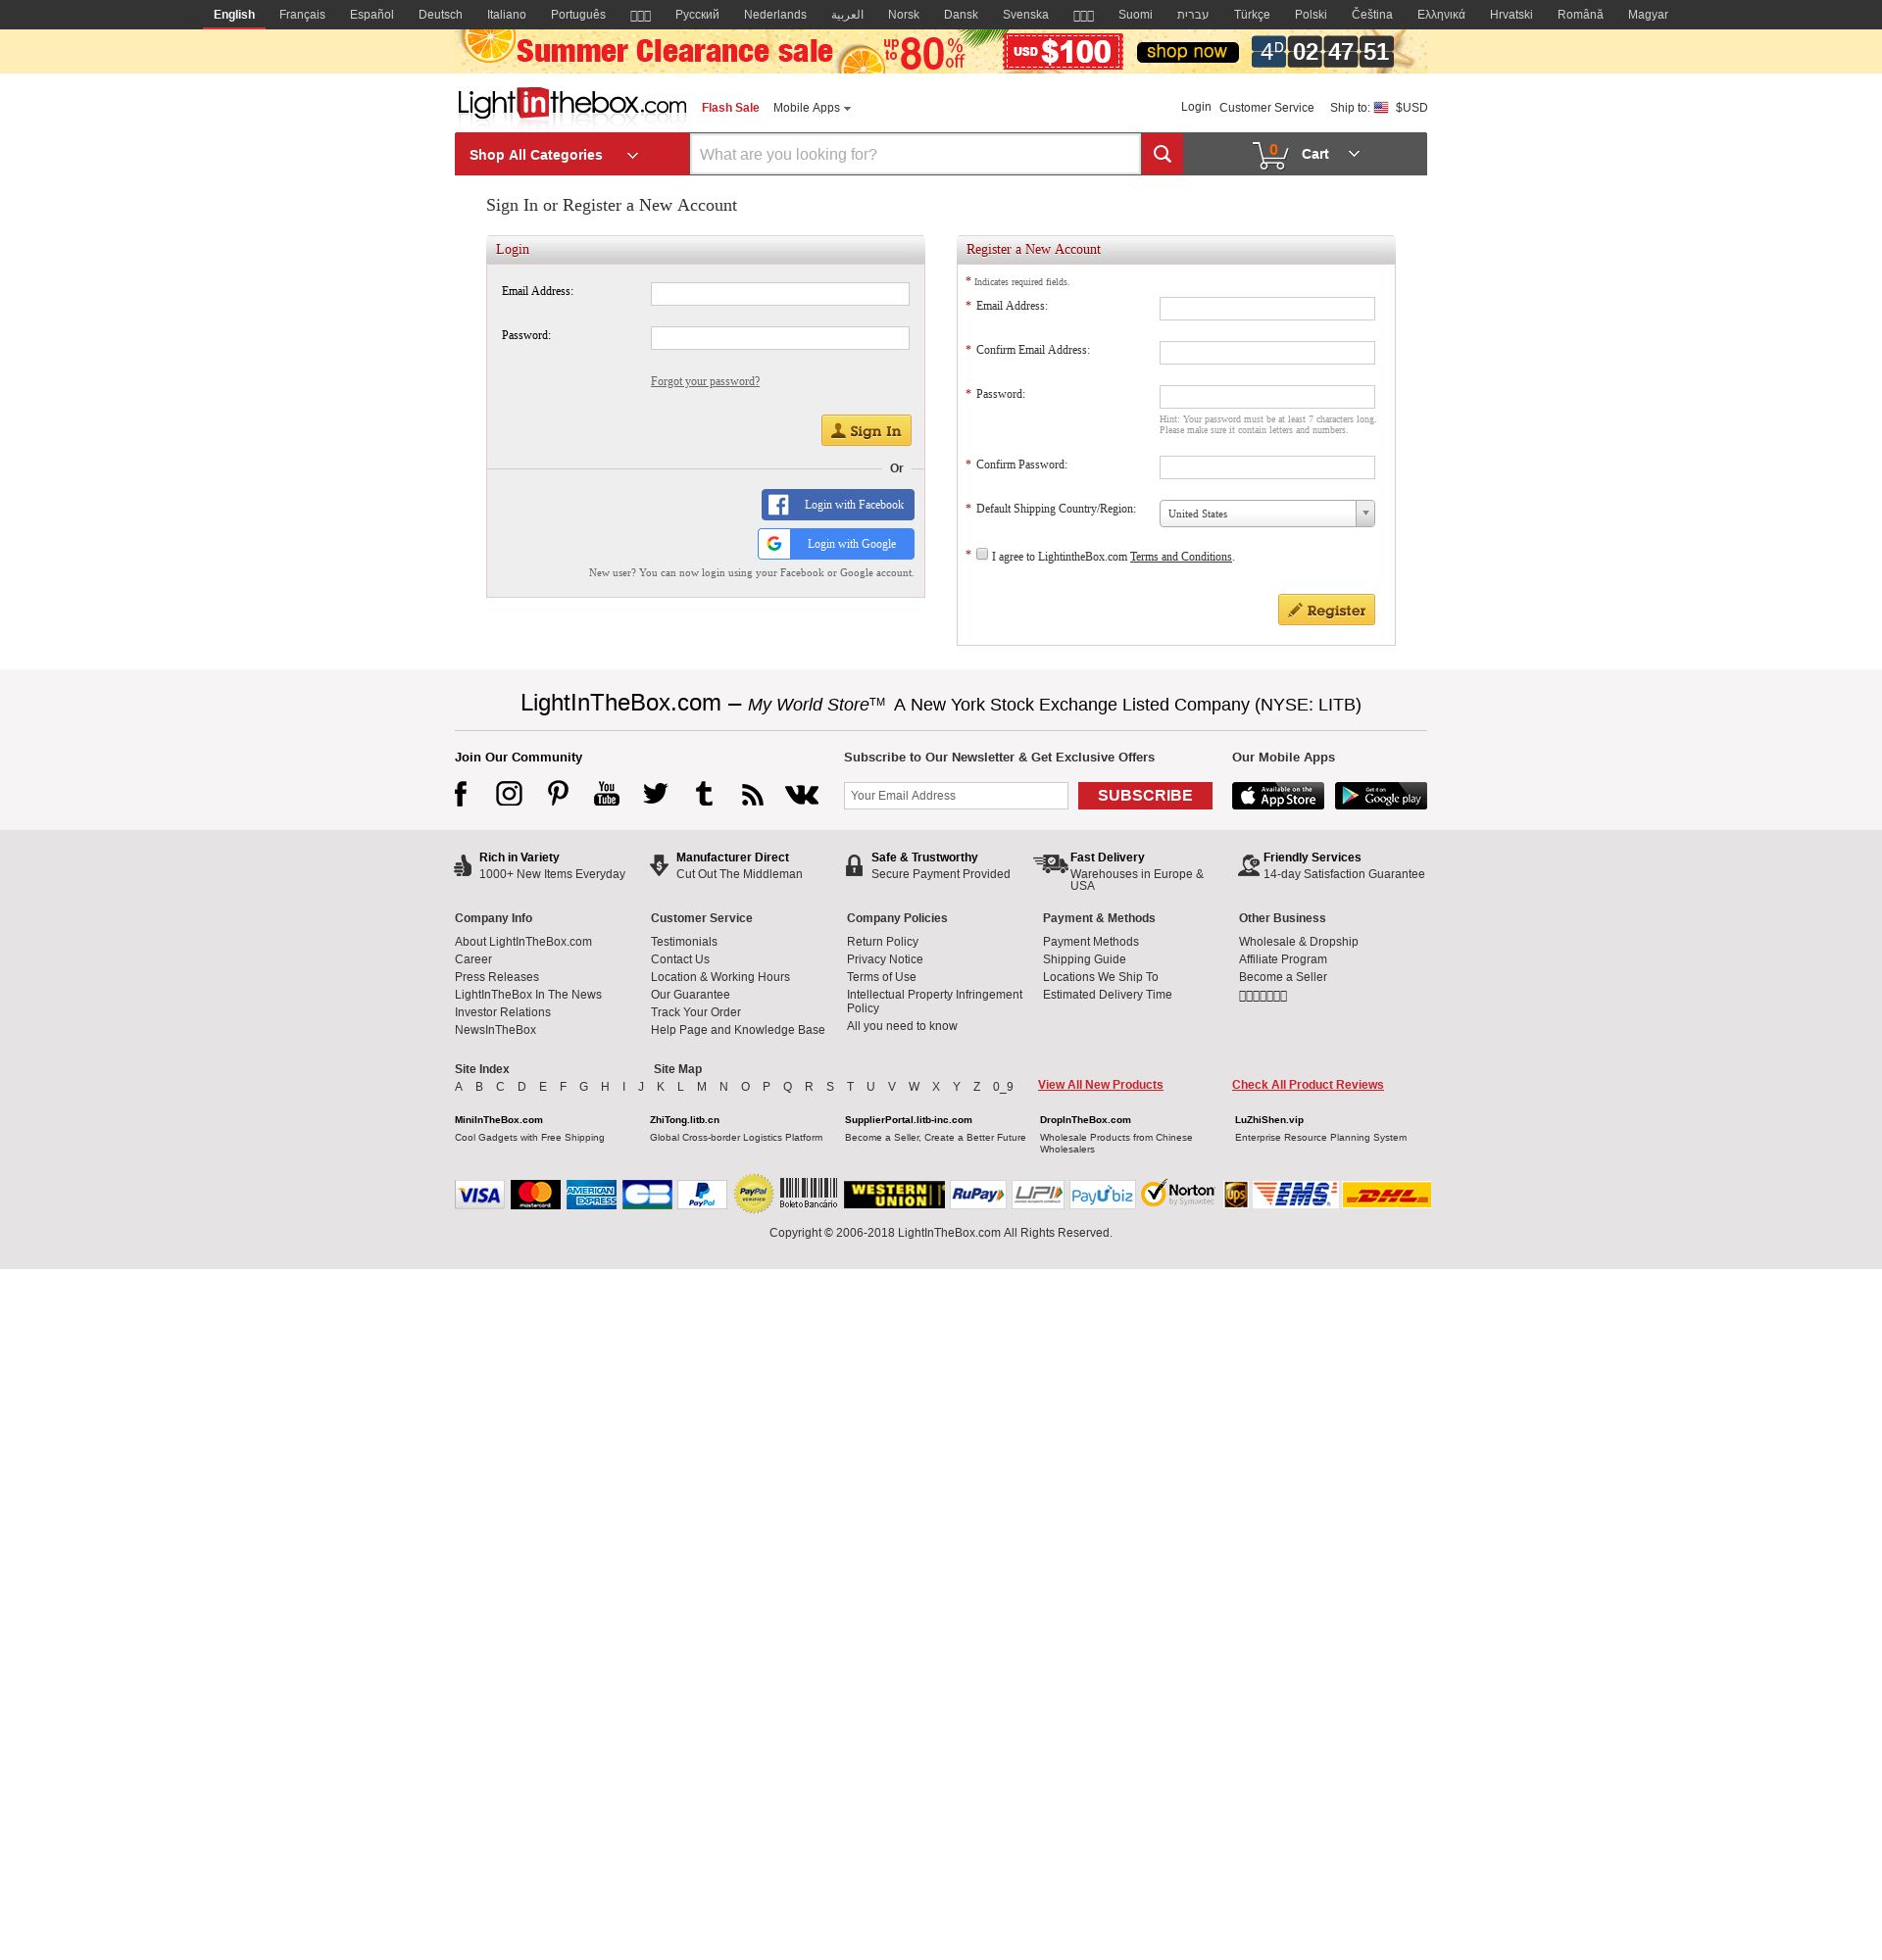 English Français Español Deutsch Italiano Português Русский Nederlands العربية Norsk Dansk Svenska Suomi עברית Türkçe Polski Čeština Ελληνικά Hrvatski Română Magyar
Summer Clearance sale up to 80% off USD $100 shop now 4D 02 47 51
Lightinthebox.com Flash Sale Mobile Apps Login Customer Service Ship to: $USD
Shop All Categories What are you looking for? 0 Cart
Sign In or Register a New Account
Login
Email Address:
Password:
Forgot your password?
Sign In
Or
Login with Facebook
Login with Google
New user? You can now login using your Facebook or Google account.
Register a New Account
* Indicates required fields.
* Email Address:
* Confirm Email Address:
* Password:
Hint: Your password must be at least 7 characters long.
Please make sure it contain letters and numbers.
* Confirm Password:
* Default Shipping Country/Region: United States
* I agree to LightintheBox.com Terms and Conditions.
Register
LightInTheBox.com – My World Store™ A New York Stock Exchange Listed Company (NYSE: LITB)
Join Our Community Subscribe to Our Newsletter & Get Exclusive Offers Our Mobile Apps
You Tube Your Email Address SUBSCRIBE Available on the App Store Get it on Google play
Rich in Variety
1000+ New Items Everyday
Manufacturer Direct
Cut Out The Middleman
Safe & Trustworthy
Secure Payment Provided
Fast Delivery
Warehouses in Europe &
USA
Friendly Services
14-day Satisfaction Guarantee
Company Info
About LightInTheBox.com
Career
Press Releases
LightInTheBox In The News
Investor Relations
NewsInTheBox
Customer Service
Testimonials
Contact Us
Location & Working Hours
Our Guarantee
Track Your Order
Help Page and Knowledge Base
Company Policies
Return Policy
Privacy Notice
Terms of Use
Intellectual Property Infringement
Policy
All you need to know
Payment & Methods
Payment Methods
Shipping Guide
Locations We Ship To
Estimated Delivery Time
Other Business
Wholesale & Dropship
Affiliate Program
Become a Seller
Site Index Site Map
A B C D E F G H I J K L M N O P Q R S T U V W X Y Z 0_9 View All New Products Check All Product Reviews
MiniInTheBox.com
Cool Gadgets with Free Shipping
ZhiTong.litb.cn
Global Cross-border Logistics Platform
SupplierPortal.litb-inc.com
Become a Seller, Create a Better Future
DropInTheBox.com
Wholesale Products from Chinese
Wholesalers
LuZhiShen.vip
Enterprise Resource Planning System
VISA mastercard AMERICAN EXPRESS CB PayPal PayPal VERIFIED Boleto Bancário WESTERN UNION RuPay UPI PayU biz Norton by Symantec ups EMS DHL
Copyright © 2006-2018 LightInTheBox.com All Rights Reserved.